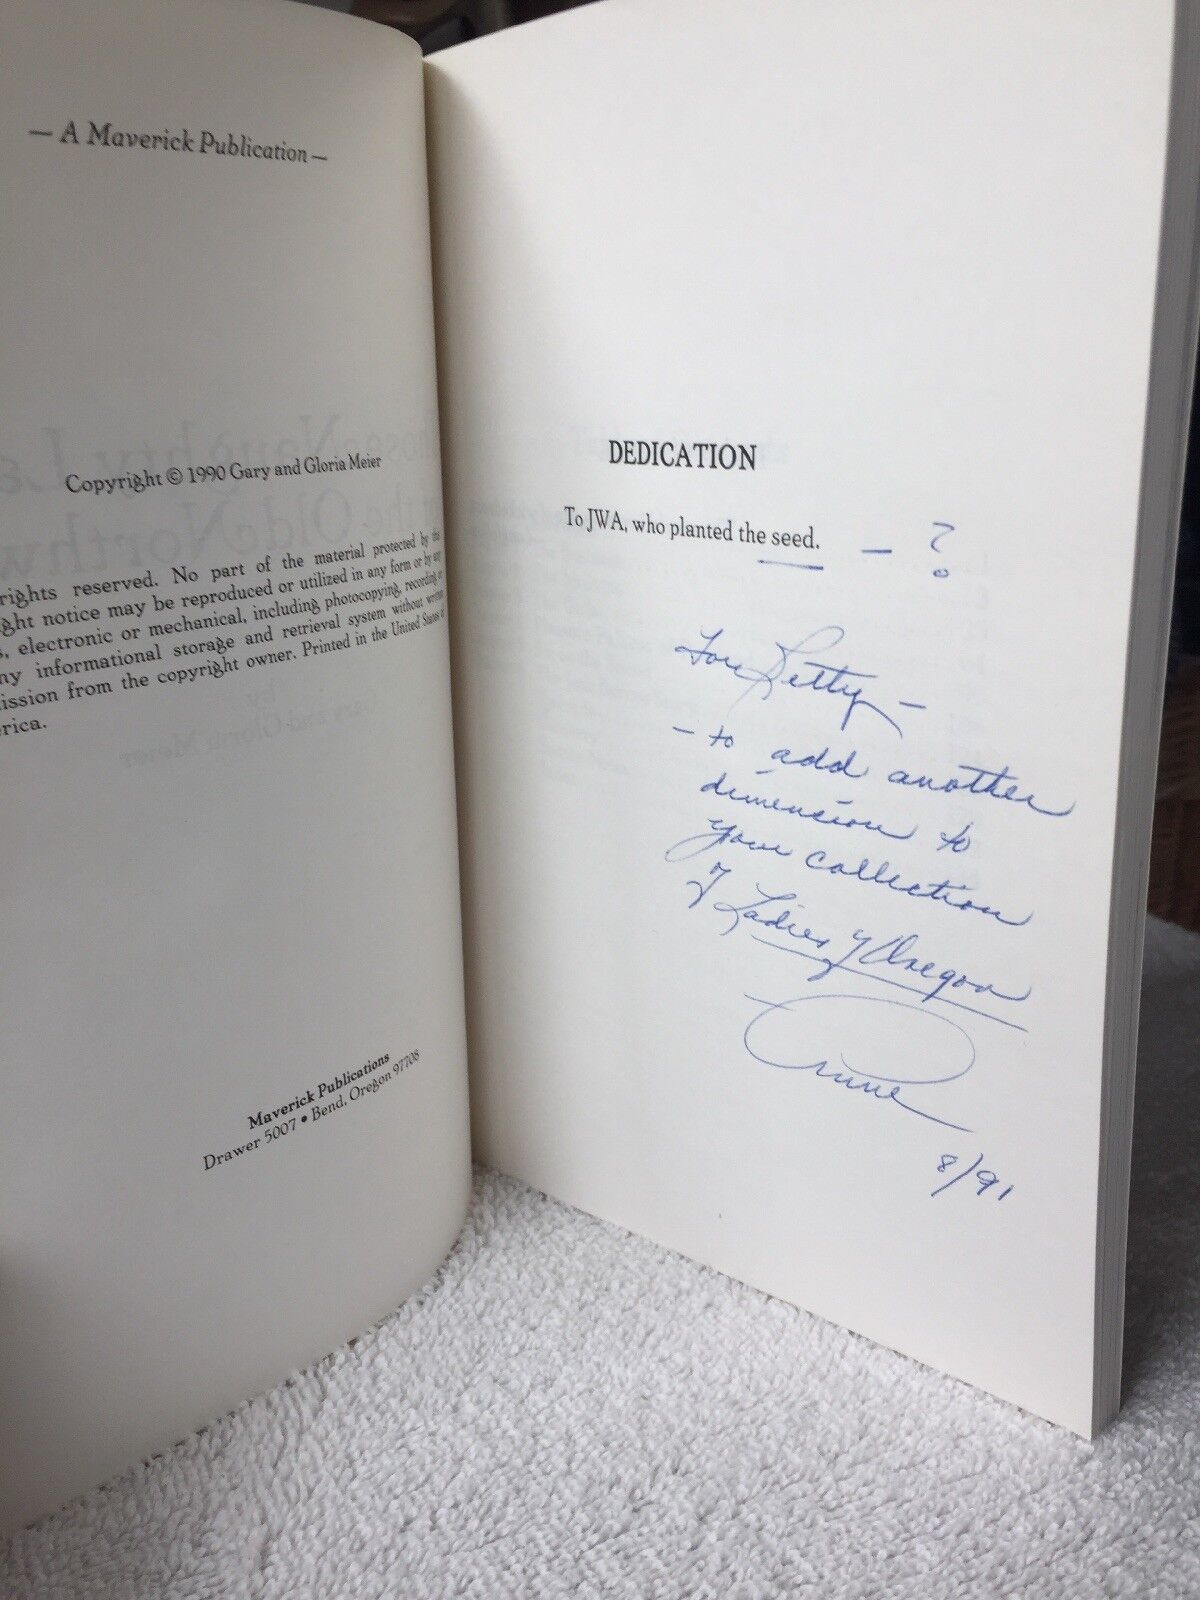 — A Maverick Publication —
Copyright © 1990 Gary and Gloria Meier
rights reserved. No part of the material protected by this
ght notice may be reproduced or utilized in any form or by any
s, electronic or mechanical, including photocopying, recording or
ny informational storage and retrieval system without written
ission from the copyright owner. Printed in the United States of
erica.
Maverick Publications
Drawer 5007 • Bend, Oregon 97708
DEDICATION
To JWA, who planted the seed. – ?
For Betty –
– to add another
dimension to
your collection
of Ladies of Oregon
Anne
8/91